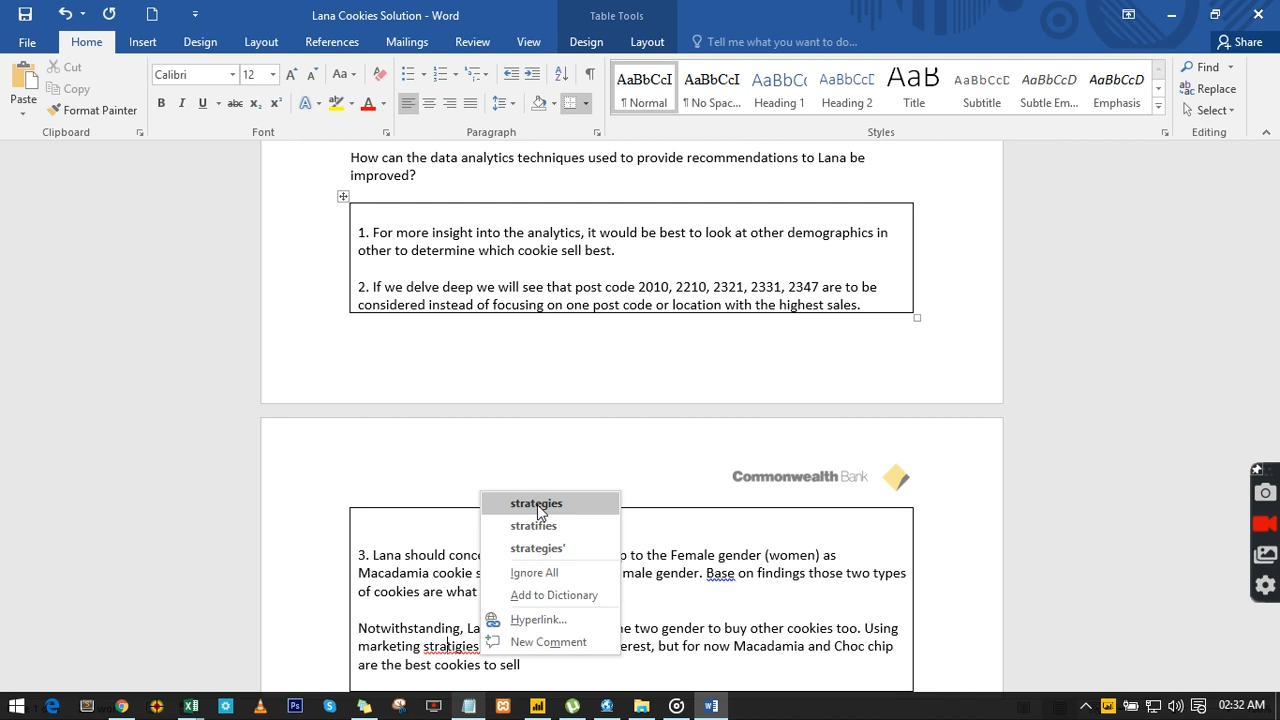 Lana Cookies Solution - Word
Table Tools
File
Home
Insert
Design
Layout
References
Mailings
Review
View
Design
Layout
Tell me what you want to do...
Share
Paste
Cut
Copy
Format Painter
Calibri
12
AaBbCcI
¶ Normal
AaBbCcI
¶ No Spac...
AaBbCc
Heading 1
AaBbCcI
Heading 2
AaB
Title
AaBbCcD
Subtitle
AaBbCcD
Subtle Em...
AaBbCcD
Emphasis
Find
Replace
Select
Clipboard
Font
Paragraph
Styles
Editing
How can the data analytics techniques used to provide recommendations to Lana be
improved?
1. For more insight into the analytics, it would be best to look at other demographics in
other to determine which cookie sell best.
2. If we delve deep we will see that post code 2010, 2210, 2321, 2331, 2347 are to be
considered instead of focusing on one post code or location with the highest sales.
CommonwealthBank
3. Lana should conce p to the Female gender (women) as
Macadamia cookie s male gender. Base on findings those two types
of cookies are what
Notwithstanding, La e two gender to buy other cookies too. Using
marketing stratigies erest, but for now Macadamia and Choc chip
are the best cookies to sell
strategies
stratifies
strategies'
Ignore All
Add to Dictionary
Hyperlink...
New Comment
02:32 AM